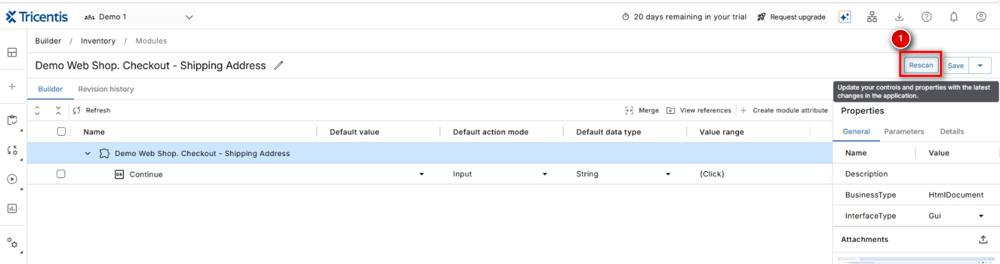 Tricentis Demo 1 20 days remaining in your trial Request upgrade
Builder / Inventory / Modules
1
Demo Web Shop. Checkout - Shipping Address Rescan Save
Update your controls and properties with the latest
changes in the application.
Builder Revision history
Refresh Merge View references Create module attribute Properties
General Parameters Details
Name Default value Default action mode Default data type Value range
Name Value
Demo Web Shop. Checkout - Shipping Address
OK Continue Input String {Click}
Description
BusinessType HtmlDocument
InterfaceType Gui
Attachments